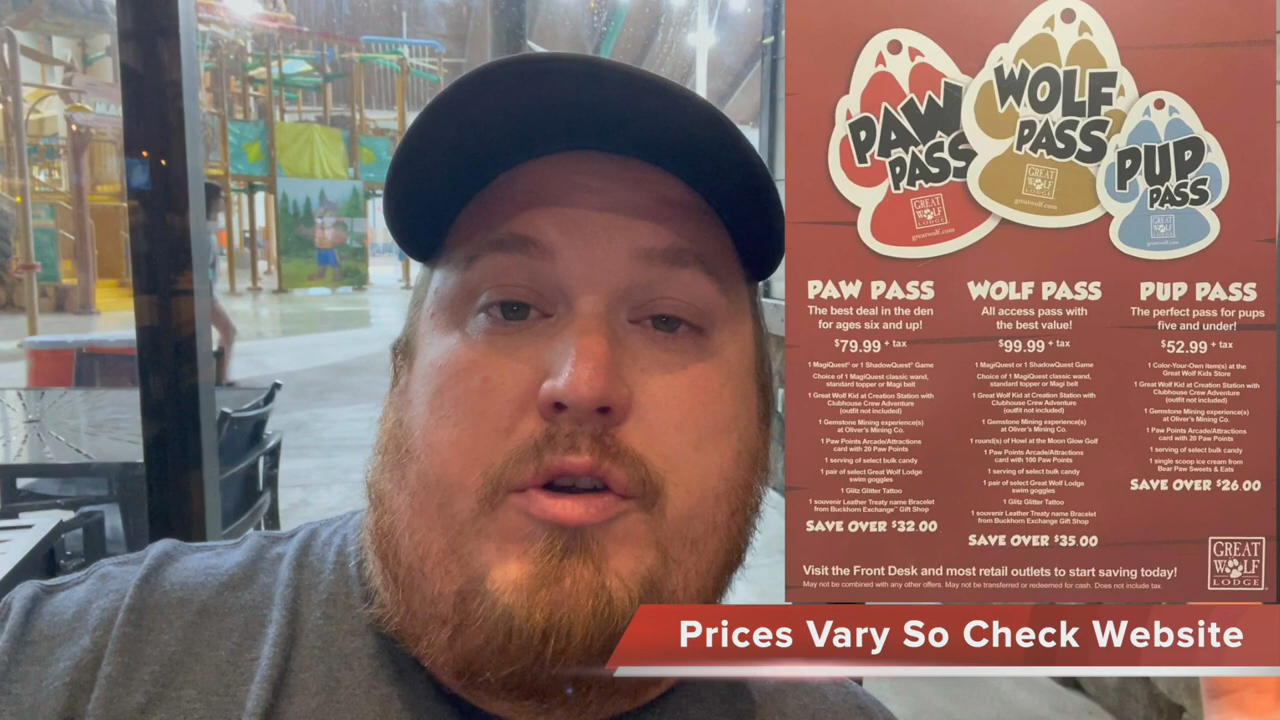 PAW
PASS
GREAT
WOLF
LODGE
greatwolf.com
WOLF
PASS
GREAT
WOLF
LODGE
greatwolf.com
PUP
PASS
GREAT
WOLF
LODGE
greatwolf.com
PAW PASS
The best deal in the den
for ages six and up!
$79.99 + tax
1 MagiQuest® or 1 ShadowQuest® Game
Choice of 1 MagiQuest classic wand,
standard topper or Magi belt
1 Great Wolf Kid at Creation Station with
Clubhouse Crew Adventure
(outfit not included)
1 Gemstone Mining experience(s)
at Oliver's Mining Co.
1 Paw Points Arcade/Attractions
card with 20 Paw Points
1 serving of select bulk candy
1 pair of select Great Wolf Lodge
swim goggles
1 Glitz Glitter Tattoo
1 souvenir Leather Treaty name Bracelet
from Buckhorn Exchange™ Gift Shop
SAVE OVER $32.00
WOLF PASS
All access pass with
the best value!
$99.99 + tax
1 MagiQuest or 1 ShadowQuest Game
Choice of 1 MagiQuest classic wand,
standard topper or Magi belt
1 Great Wolf Kid at Creation Station with
Clubhouse Crew Adventure
(outfit not included)
1 Gemstone Mining experience(s)
at Oliver's Mining Co.
1 round(s) of Howl at the Moon Glow Golf
1 Paw Points Arcade/Attractions
card with 100 Paw Points
1 serving of select bulk candy
1 pair of select Great Wolf Lodge
swim goggles
1 Glitz Glitter Tattoo
1 souvenir Leather Treaty name Bracelet
from Buckhorn Exchange Gift Shop
SAVE OVER $35.00
PUP PASS
The perfect pass for pups
five and under!
$52.99 + tax
1 Color-Your-Own item(s) at the
Great Wolf Kids Store
1 Great Wolf Kid at Creation Station with
Clubhouse Crew Adventure
(outfit not included)
1 Gemstone Mining experience(s)
at Oliver's Mining Co.
1 Paw Points Arcade/Attractions
card with 20 Paw Points
1 serving of select bulk candy
1 single scoop ice cream from
Bear Paw Sweets & Eats
SAVE OVER $26.00
Visit the Front Desk and most retail outlets to start saving today!
May not be combined with any other offers. May not be transferred or redeemed for cash. Does not include tax.
GREAT
WOLF
LODGE
Prices Vary So Check Website